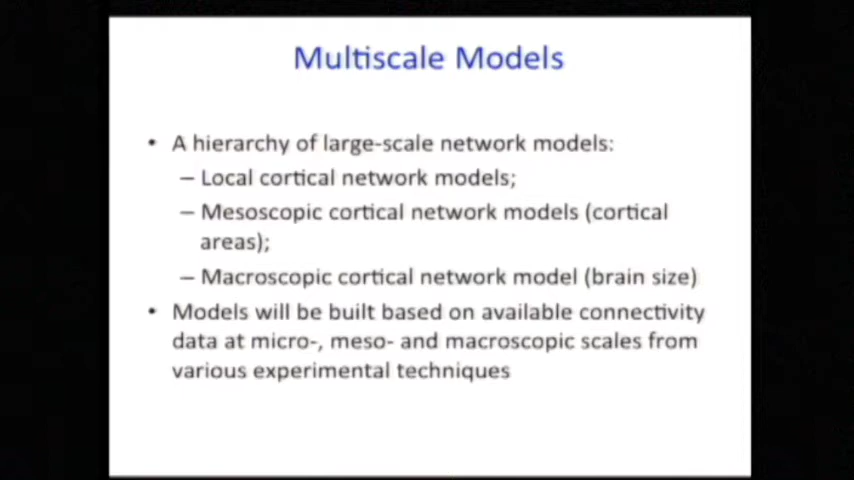 Multiscale Models
• A hierarchy of large-scale network models:
– Local cortical network models;
– Mesoscopic cortical network models (cortical
areas);
– Macroscopic cortical network model (brain size)
• Models will be built based on available connectivity
data at micro-, meso- and macroscopic scales from
various experimental techniques